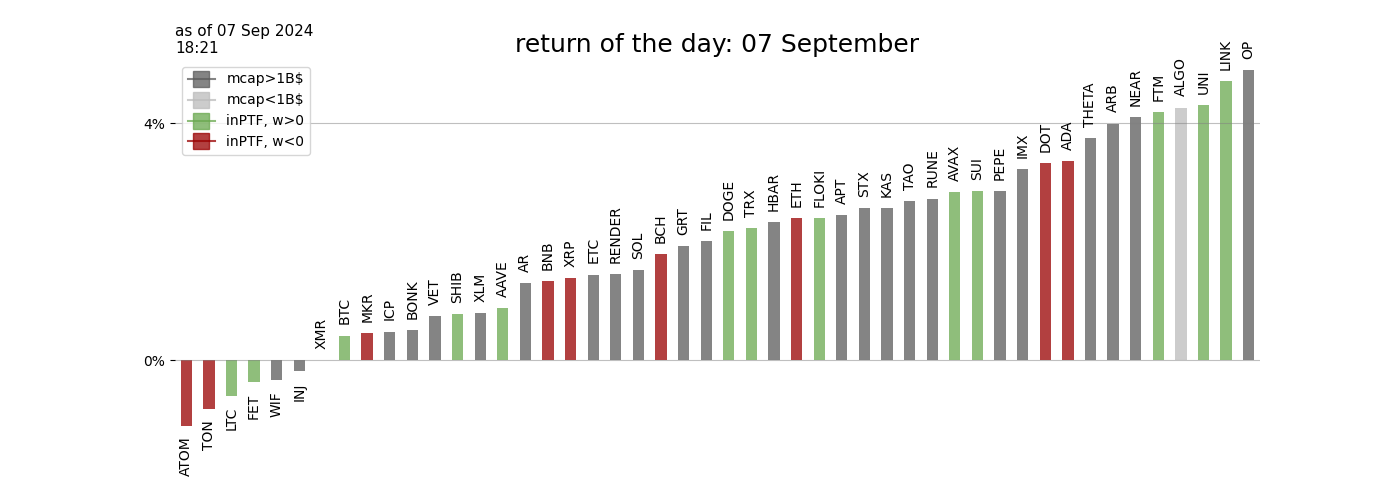 as of 07 Sep 2024
18:21
return of the day: 07 September
mcap>1B$
mcap<1B$
inPTF, w>0
inPTF, w<0
4%
0%
ATOM
TON
LTC
FET
WIF
INJ
XMR
BTC
MKR
ICP
BONK
VET
SHIB
XLM
AAVE
AR
BNB
XRP
ETC
RENDER
SOL
BCH
GRT
FIL
DOGE
TRX
HBAR
ETH
FLOKI
APT
STX
KAS
TAO
RUNE
AVAX
SUI
PEPE
IMX
DOT
ADA
THETA
ARB
NEAR
FTM
ALGO
UNI
LINK
OP